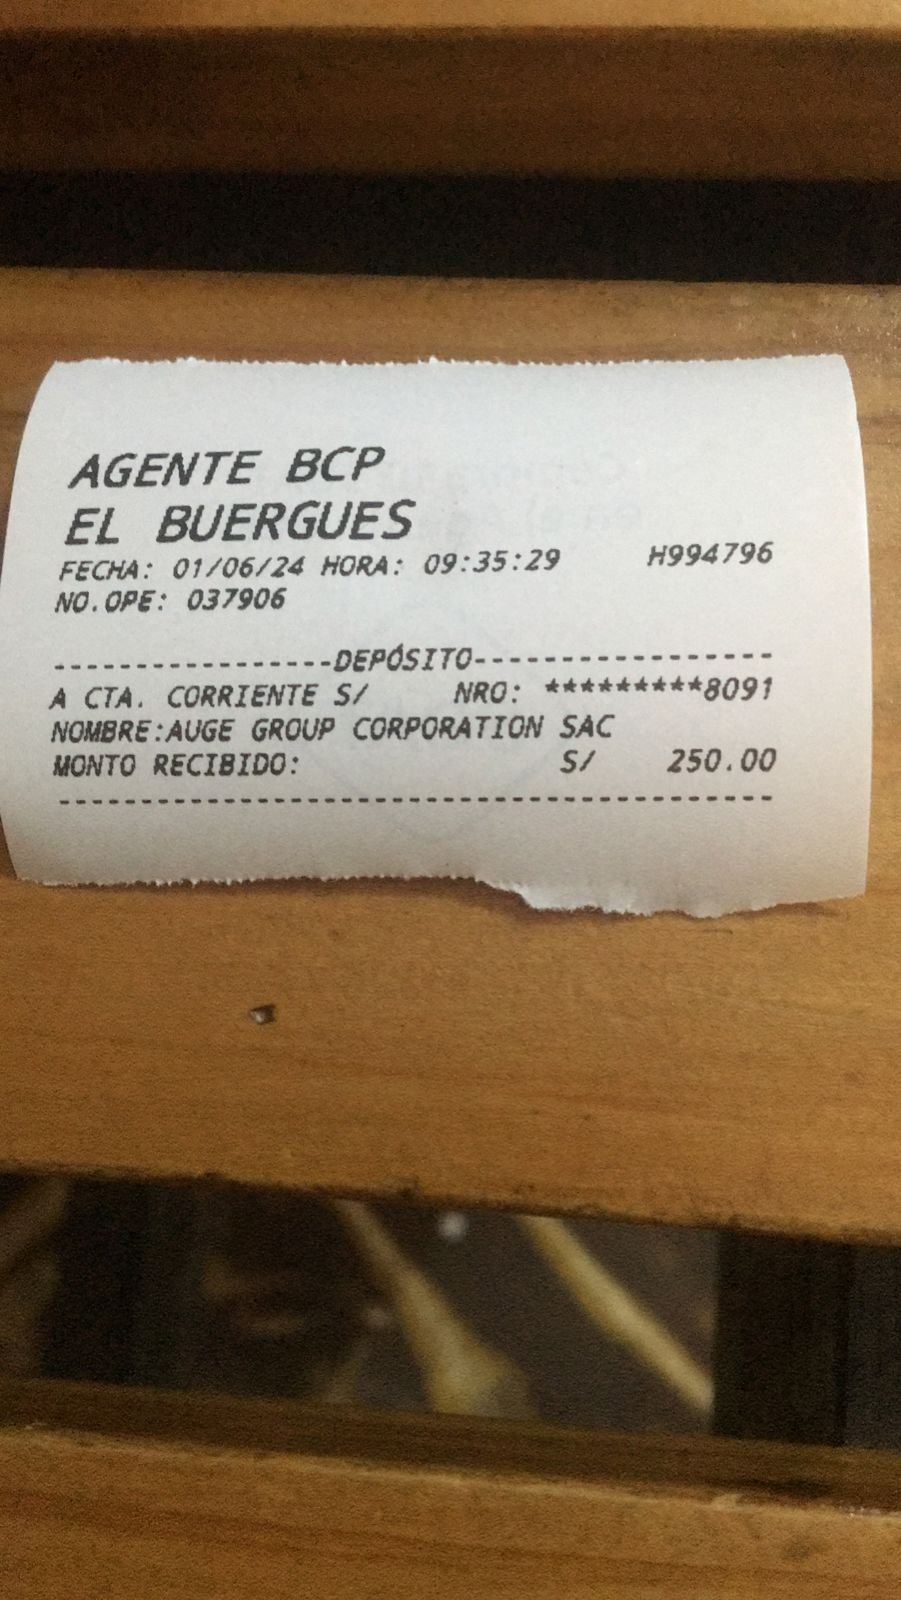 AGENTE BCP
EL BUERGUES
FECHA: 01/06/24 HORA: 09:35:29 H994796
NO.OPE: 037906
-----------------DEPÓSITO------------------
A CTA. CORRIENTE S/ NRO: *********8091
NOMBRE:AUGE GROUP CORPORATION SAC
MONTO RECIBIDO: S/ 250.00
-------------------------------------------